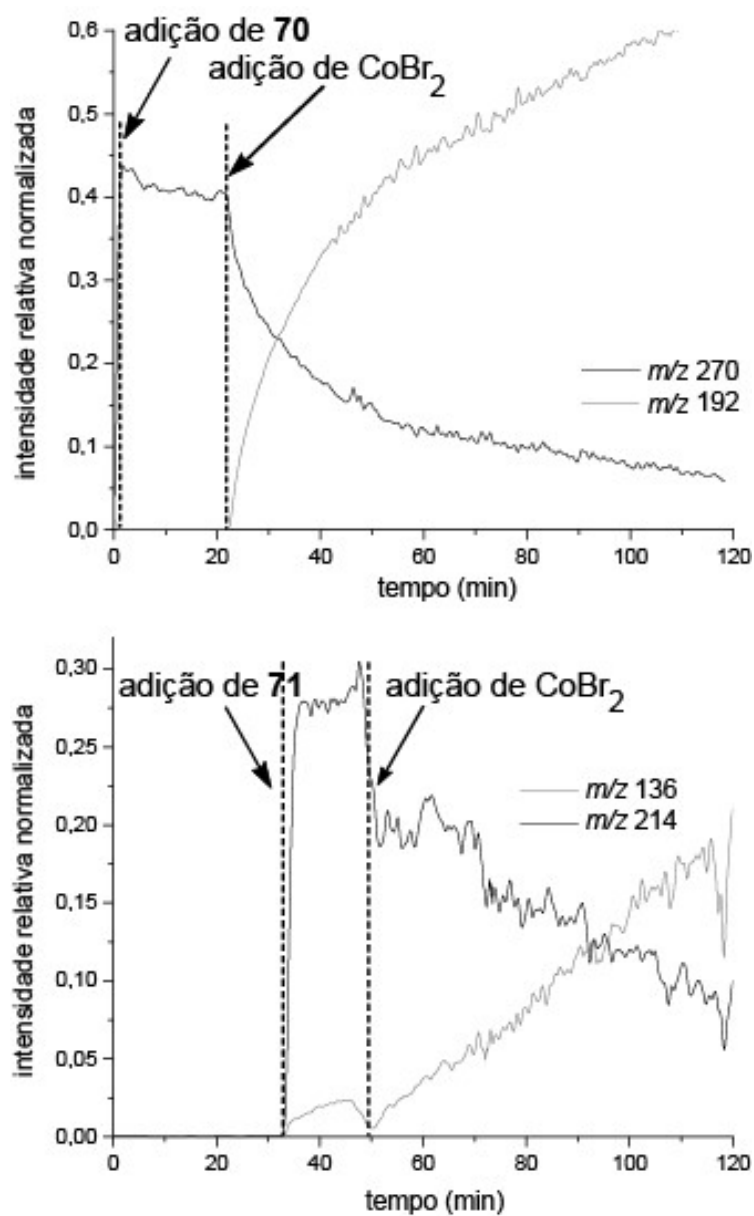 adição de 70
adição de CoBr2
intensidade relativa normalizada
0,6
0,5
0,4
0,3
0,2
0,1
0,0
m/z 270
m/z 192
0 20 40 60 80 100 120
tempo (min)
adição de 71
adição de CoBr2
intensidade relativa normalizada
0,30
0,25
0,20
0,15
0,10
0,05
0,00
m/z 136
m/z 214
0 20 40 60 80 100 120
tempo (min)